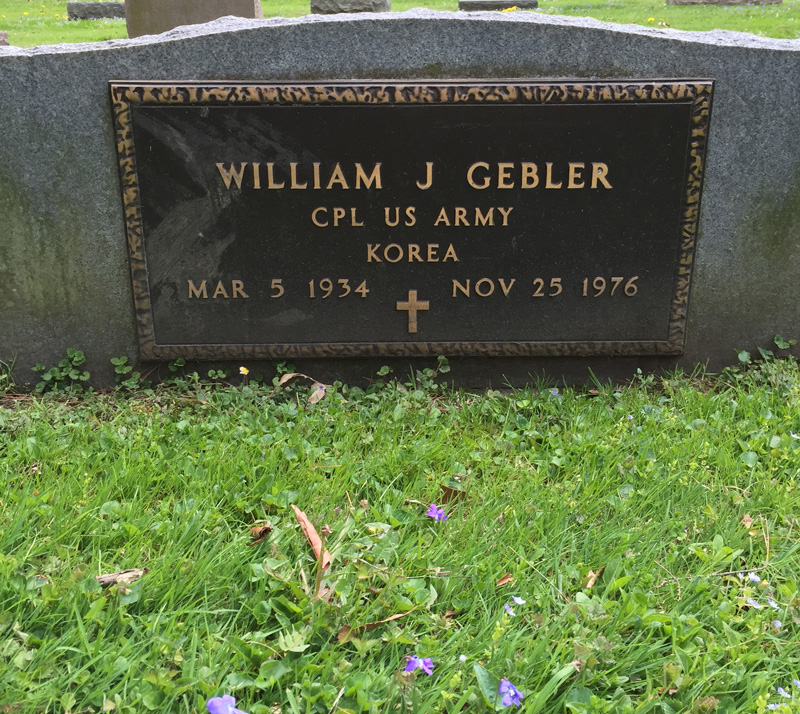 WILLIAM J GEBLER
CPL US ARMY
KOREA
MAR 5 1934 NOV 25 1976